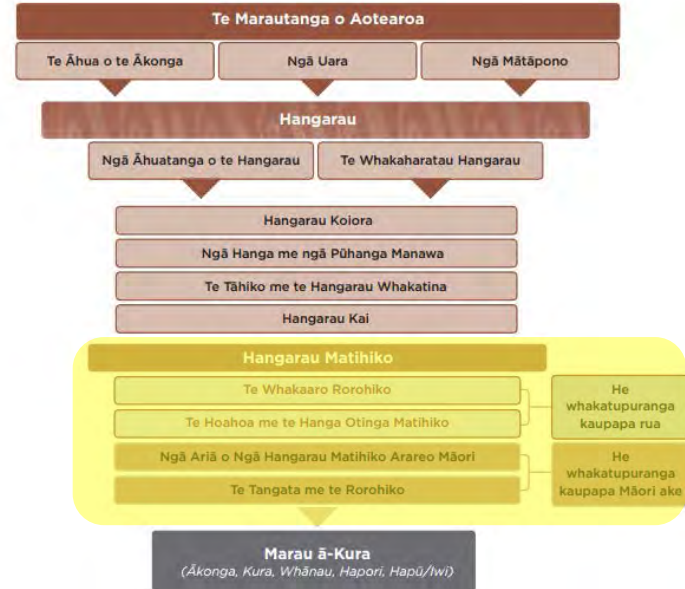 Te Marautanga o Aotearoa
Te Āhua o te Ākonga
Ngā Uara
Ngā Mātāpono
Hangarau
Ngā Āhuatanga o te Hangarau
Te Whakaharatau Hangarau
Hangarau Koiora
Ngā Hanga me ngā Pūhanga Manawa
Te Tāhiko me te Hangarau Whakatina
Hangarau Kai
Hangarau Matihiko
Te Whakaaro Rorohiko
Te Hoahoa me te Hanga Otinga Matihiko
He
whakatupuranga
kaupapa rua
Ngā Ariā o Ngā Hangarau Matihiko Arareo Māori
Te Tangata me te Rorohiko
He
whakatupuranga
kaupapa Māori ake
Marau ā-Kura
(Ākonga, Kura, Whānau, Hapori, Hapū/Iwi)